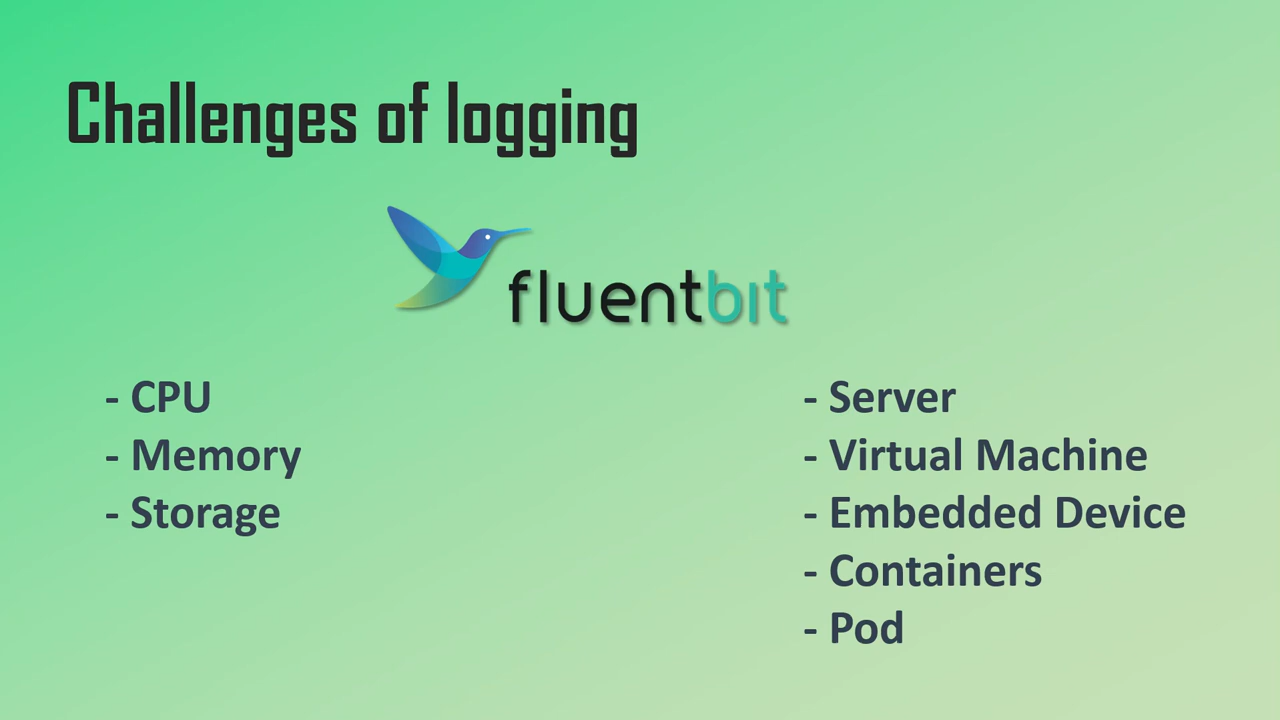 Challenges of logging
fluentbit
- CPU
- Memory
- Storage
- Server
- Virtual Machine
- Embedded Device
- Containers
- Pod